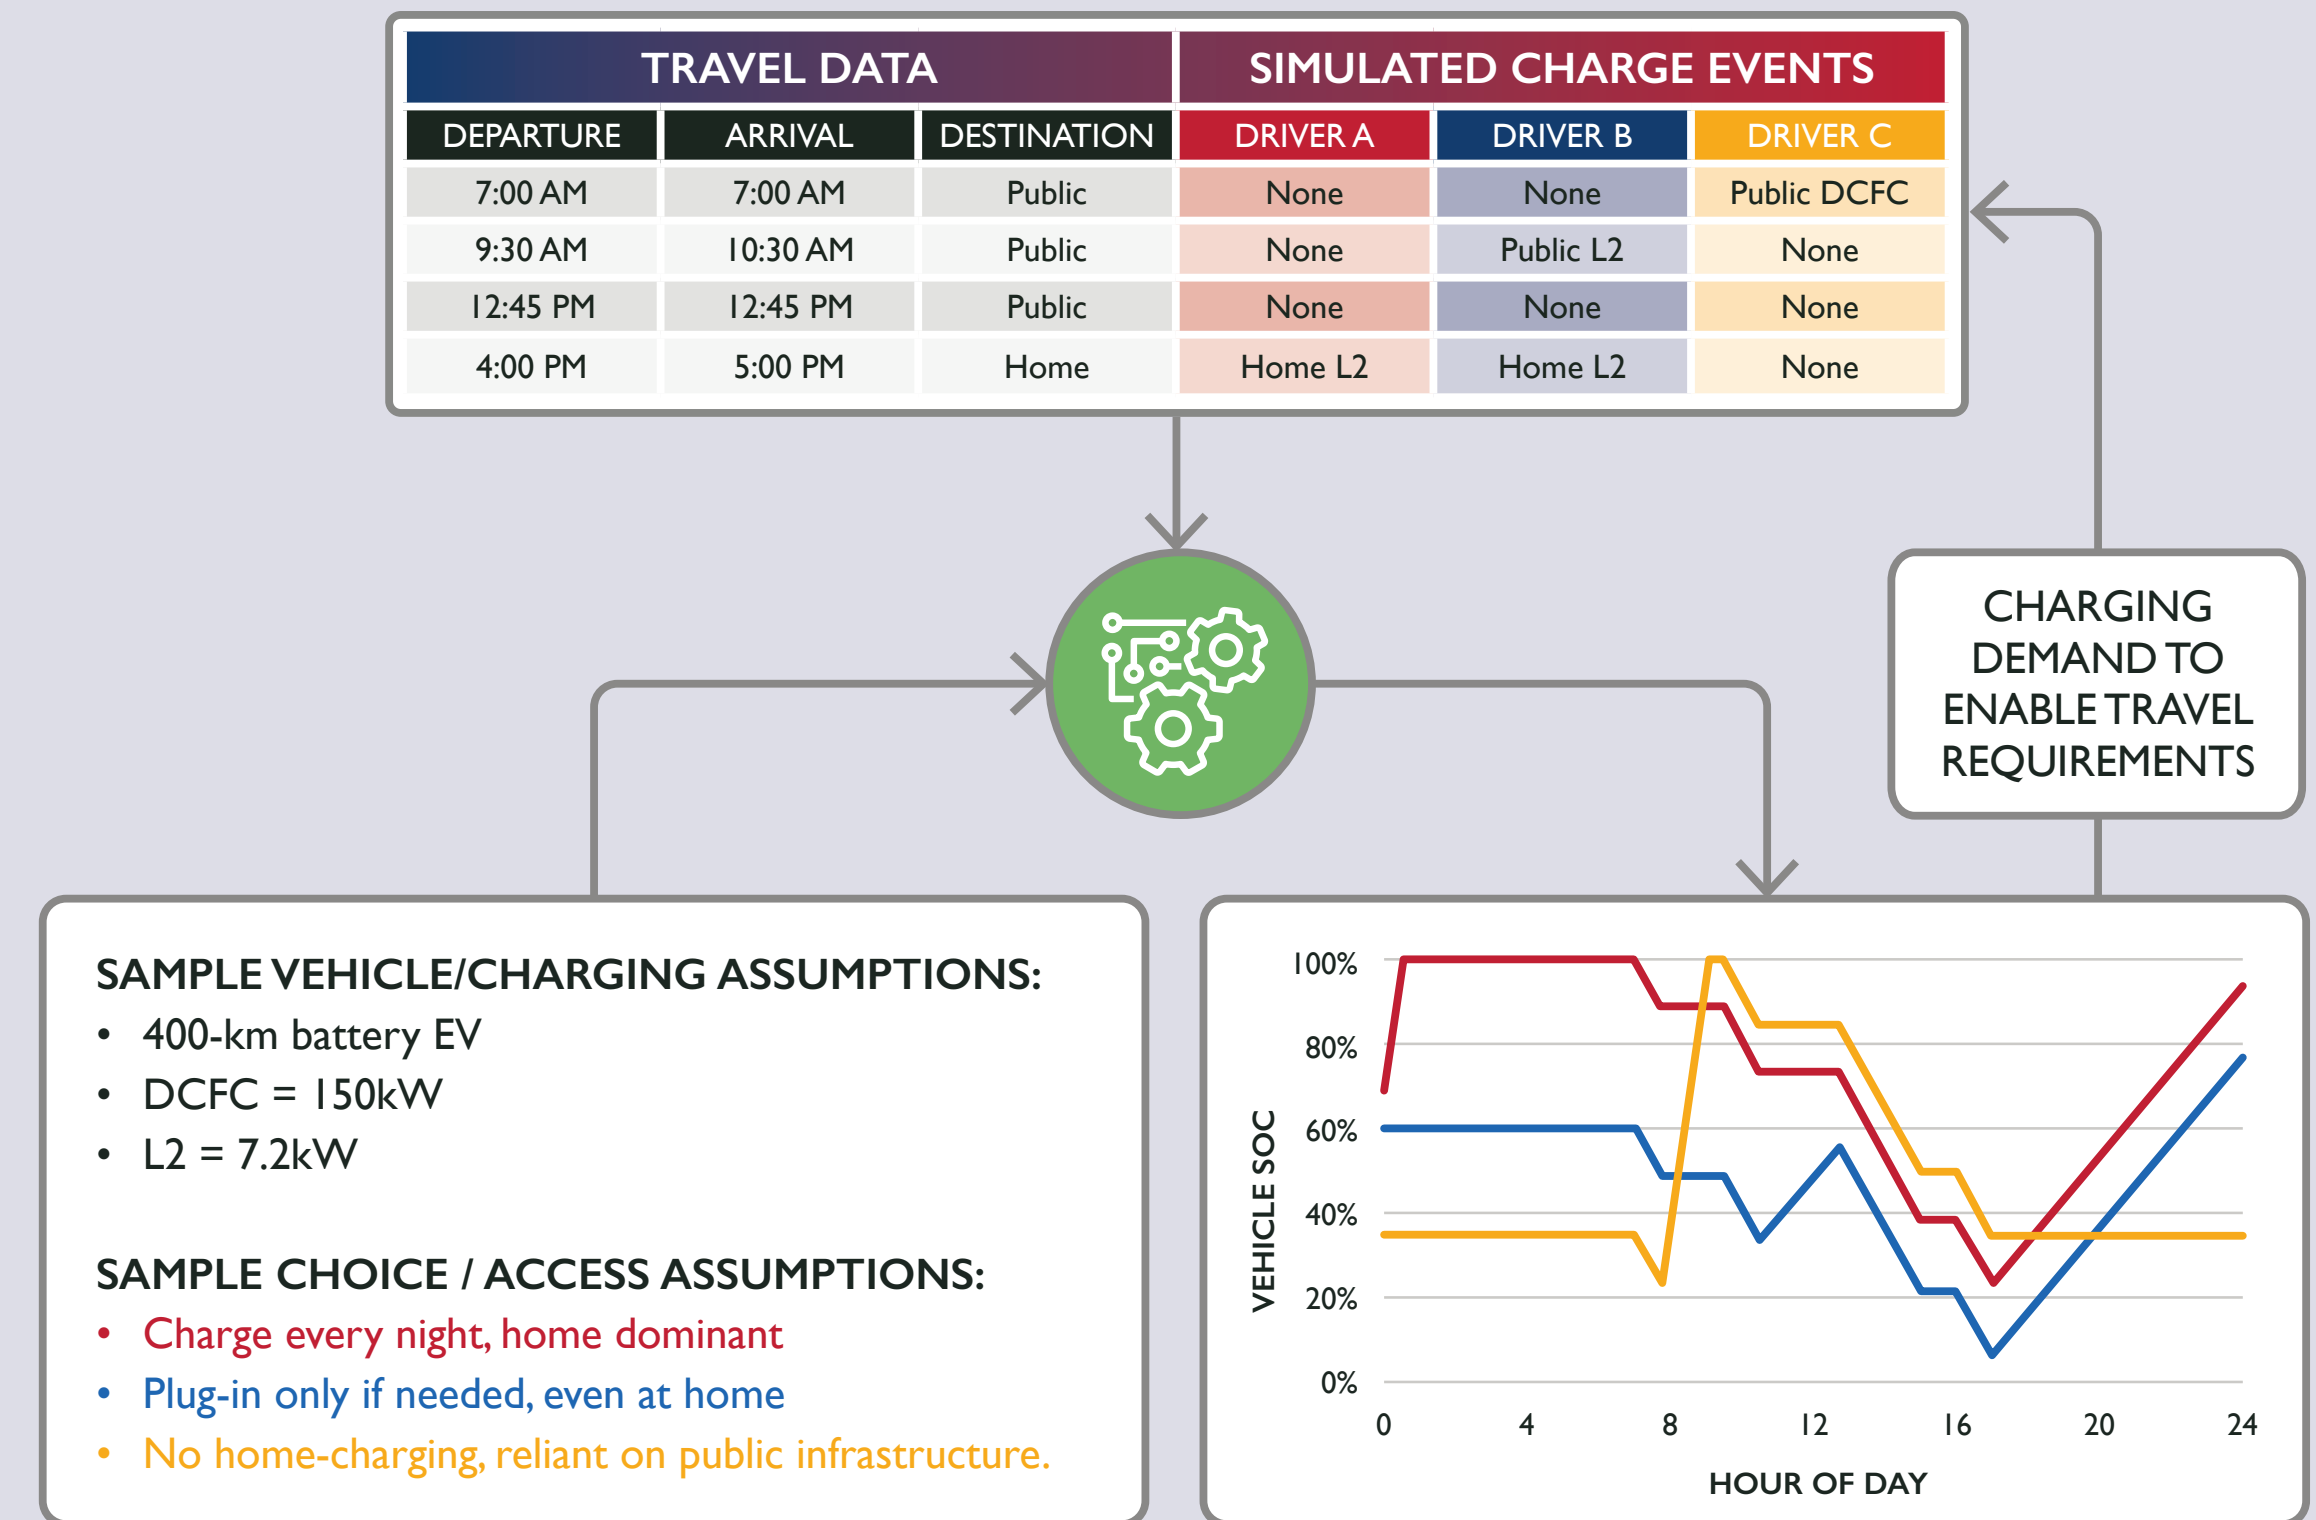 TRAVEL DATA SIMULATED CHARGE EVENTS
DEPARTURE ARRIVAL DESTINATION DRIVER A DRIVER B DRIVER C
7:00 AM 7:00 AM Public None None Public DCFC
9:30 AM 10:30 AM Public None Public L2 None
12:45 PM 12:45 PM Public None None None
4:00 PM 5:00 PM Home Home L2 Home L2 None
CHARGING
DEMAND TO
ENABLE TRAVEL
REQUIREMENTS
SAMPLE VEHICLE/CHARGING ASSUMPTIONS:
• 400-km battery EV
• DCFC = 150kW
• L2 = 7.2kW
SAMPLE CHOICE / ACCESS ASSUMPTIONS:
• Charge every night, home dominant
• Plug-in only if needed, even at home
• No home-charging, reliant on public infrastructure.
VEHICLE SOC
100%
80%
60%
40%
20%
0%
0 4 8 12 16 20 24
HOUR OF DAY